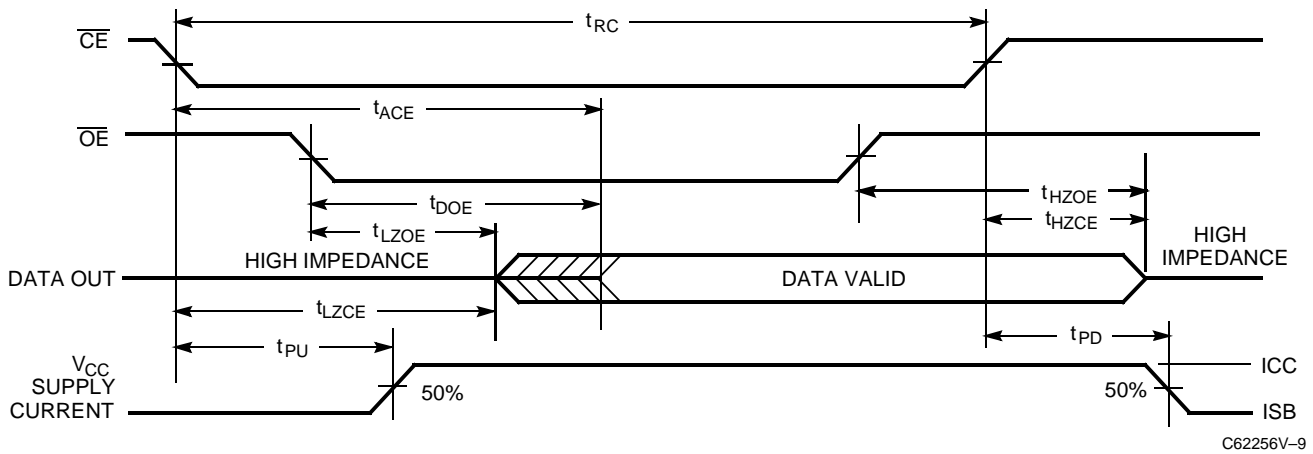 tRC
CE
tACE
OE
tHZOE
tDOE
tHZCE
tLZOE
HIGH IMPEDANCE
HIGH
IMPEDANCE
DATA OUT
DATA VALID
tLZCE
tPU
tPD
VCC
SUPPLY
CURRENT
50%
50%
ICC
ISB
C62256V–9